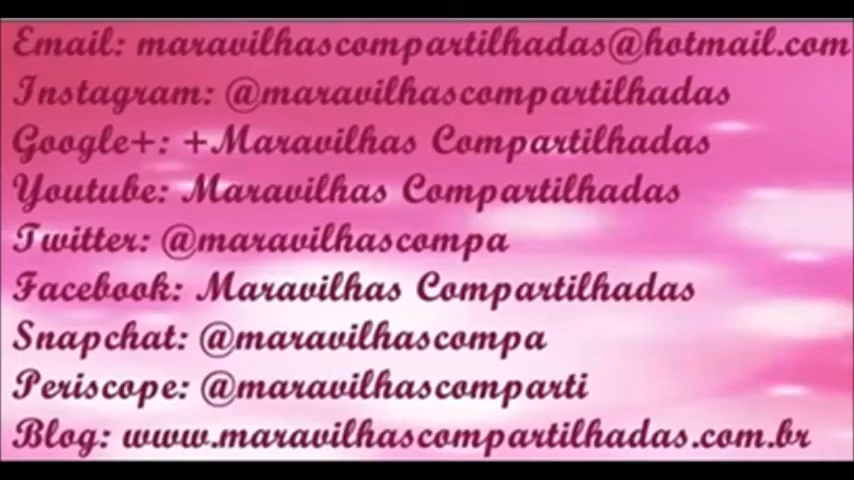 Email: maravilhascompartilhadas@hotmail.com
Instagram: @maravilhascompartilhadas
Google+: +Maravilhas Compartilhadas
Youtube: Maravilhas Compartilhadas
Twitter: @maravilhascompa
Facebook: Maravilhas Compartilhadas
Snapchat: @maravilhascompa
Periscope: @maravilhascomparti
Blog: www.maravilhascompartilhadas.com.br